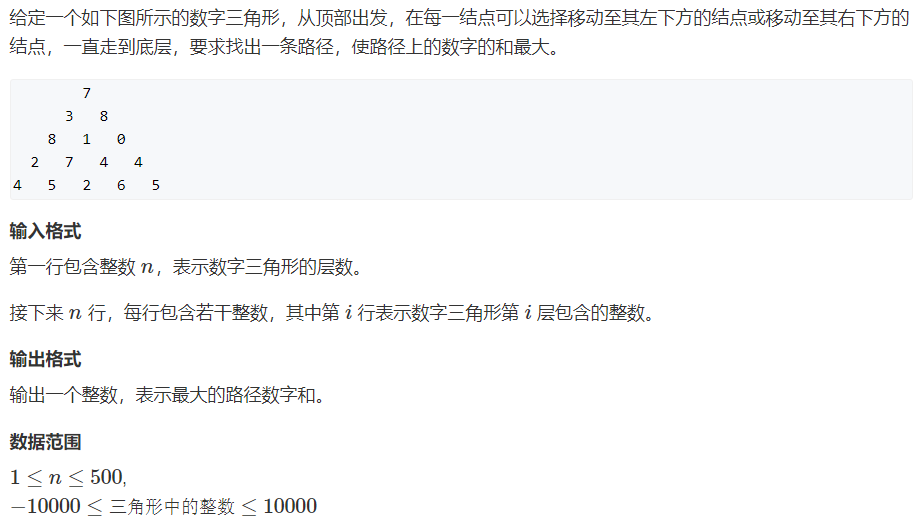 给定一个如下图所示的数字三角形，从顶部出发，在每一结点可以选择移动至其左下方的结点或移动至其右下方的
结点，一直走到底层，要求找出一条路径，使路径上的数字的和最大。
7
3 8
8 1 0
2 7 4 4
4 5 2 6 5
输入格式
第一行包含整数 n，表示数字三角形的层数。
接下来 n 行，每行包含若干整数，其中第 i 行表示数字三角形第 i 层包含的整数。
输出格式
输出一个整数，表示最大的路径数字和。
数据范围
1 ≤ n ≤ 500,
−10000 ≤ 三角形中的整数 ≤ 10000